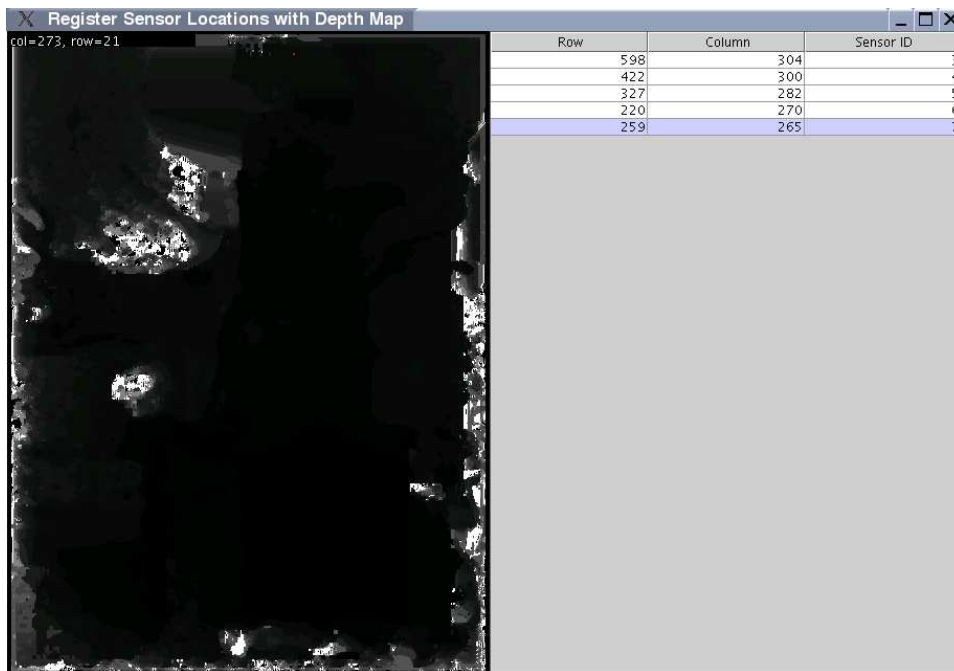 Register Sensor Locations with Depth Map
col=273, row=21
Row Column Sensor ID
598 304
422 300
327 282
220 270
259 265